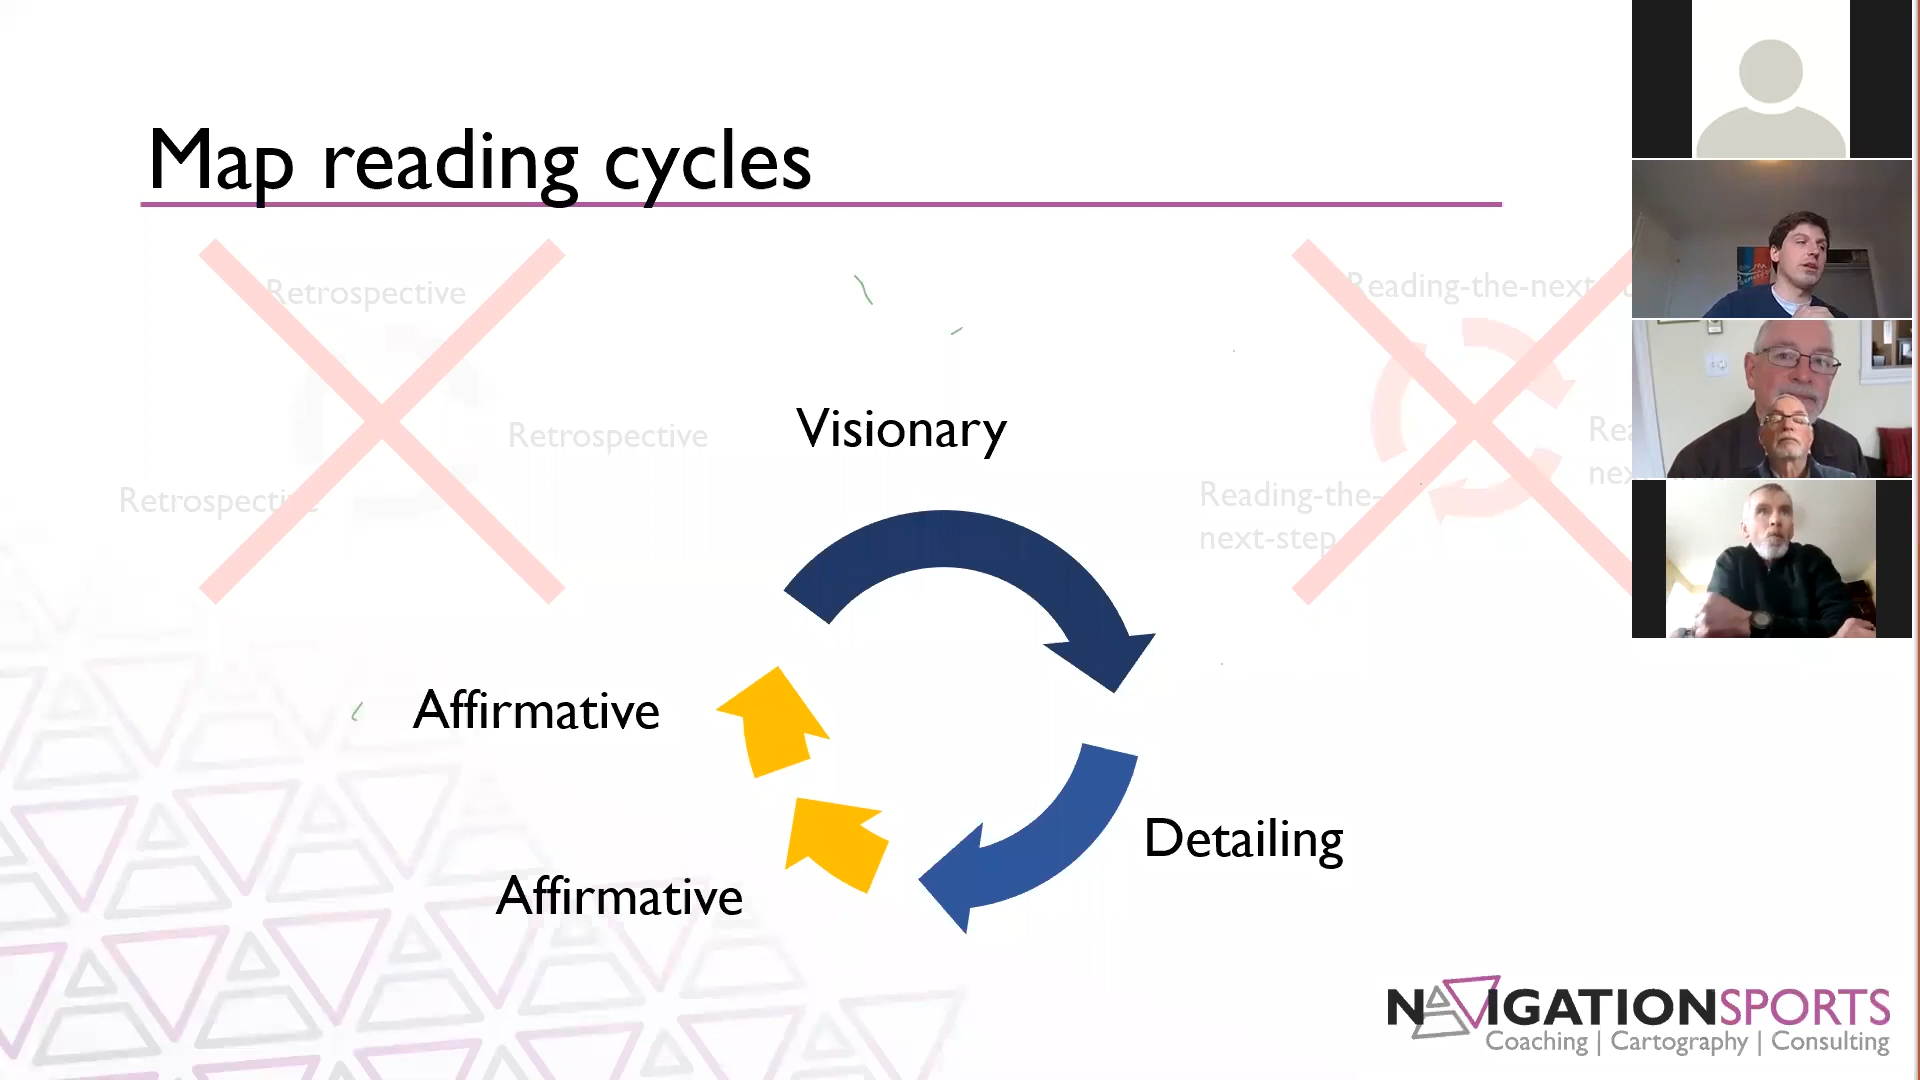 Map reading cycles
Retrospective
Retrospective
Retrospective
Reading-the-next
Reading-the-
next-step
Visionary
Detailing
Affirmative
Affirmative
NAVIGATIONSPORTS
Coaching | Cartography | Consulting